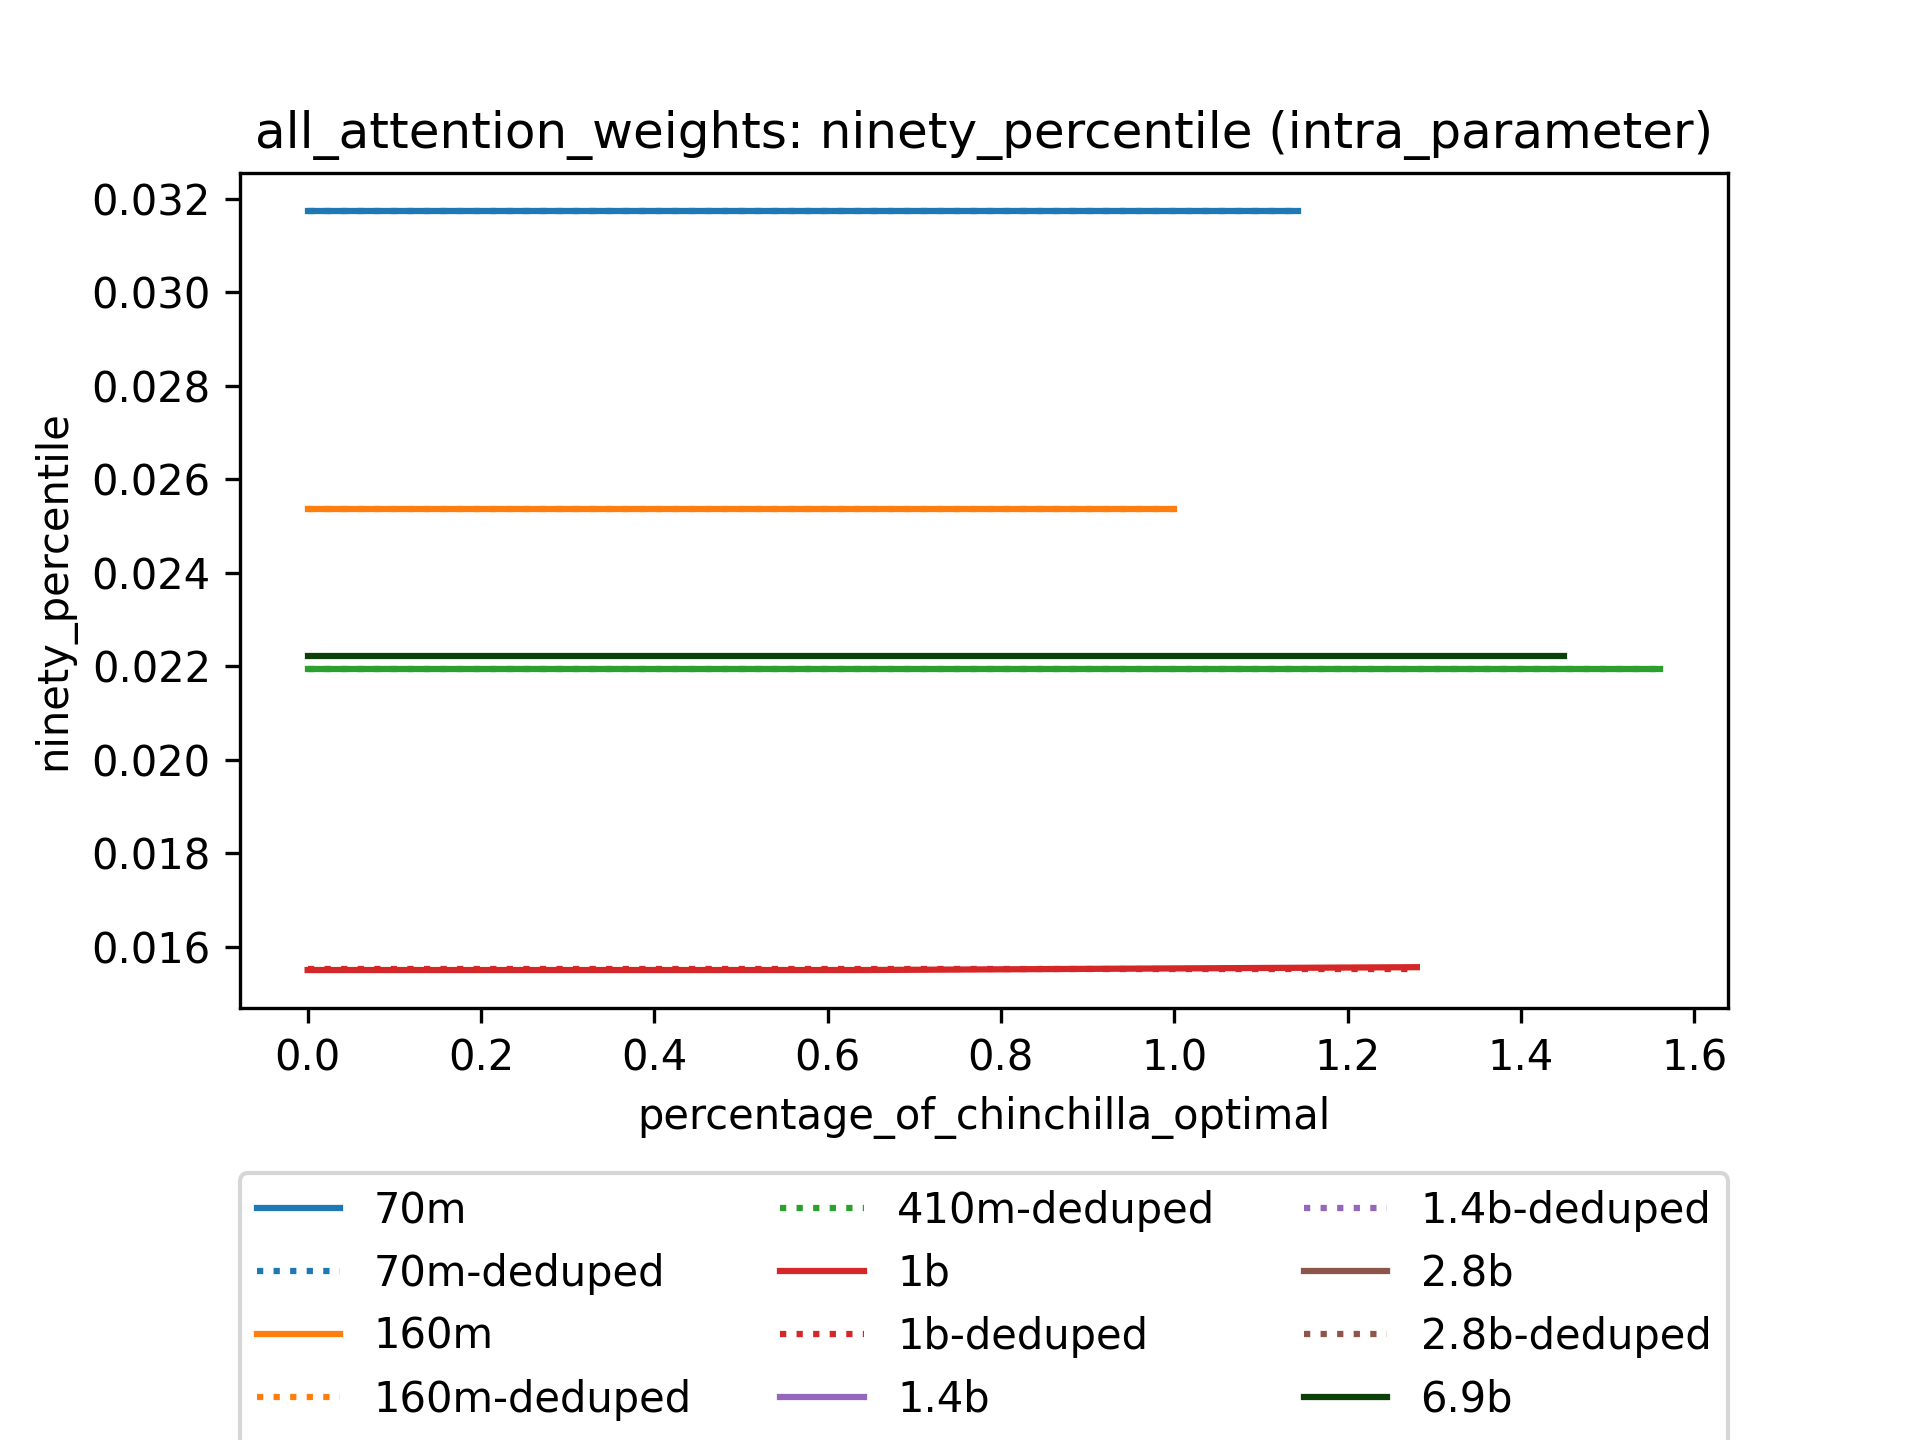 all_attention_weights: ninety_percentile (intra_parameter)
ninety_percentile
0.032
0.030
0.028
0.026
0.024
0.022
0.020
0.018
0.016
0.0 0.2 0.4 0.6 0.8 1.0 1.2 1.4 1.6
percentage_of_chinchilla_optimal
70m
70m-deduped
160m
160m-deduped
410m-deduped
1b
1b-deduped
1.4b
1.4b-deduped
2.8b
2.8b-deduped
6.9b